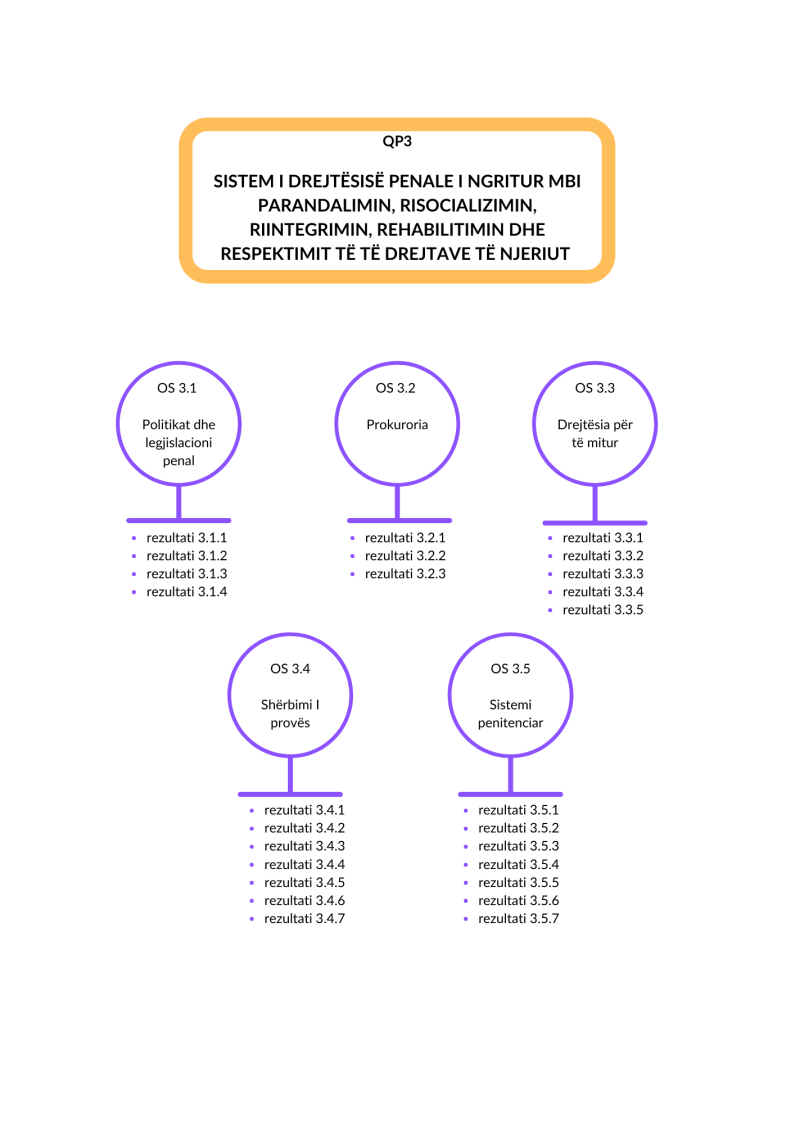 QP3
SISTEM I DREJTËSISË PENALE I NGRITUR MBI
PARANDALIMIN, RISOCIALIZIMIN,
RIINTEGRIMIN, REHABILITIMIN DHE
RESPEKTIMIT TË TË DREJTAVE TË NJERIUT
OS 3.1
Politikat dhe
legjislacioni
penal
rezultati 3.1.1
rezultati 3.1.2
rezultati 3.1.3
rezultati 3.1.4
OS 3.2
Prokuroria
rezultati 3.2.1
rezultati 3.2.2
rezultati 3.2.3
OS 3.3
Drejtësia për
të mitur
rezultati 3.3.1
rezultati 3.3.2
rezultati 3.3.3
rezultati 3.3.4
rezultati 3.3.5
OS 3.4
Shërbimi I
provës
rezultati 3.4.1
rezultati 3.4.2
rezultati 3.4.3
rezultati 3.4.4
rezultati 3.4.5
rezultati 3.4.6
rezultati 3.4.7
OS 3.5
Sistemi
penitenciar
rezultati 3.5.1
rezultati 3.5.2
rezultati 3.5.3
rezultati 3.5.4
rezultati 3.5.5
rezultati 3.5.6
rezultati 3.5.7